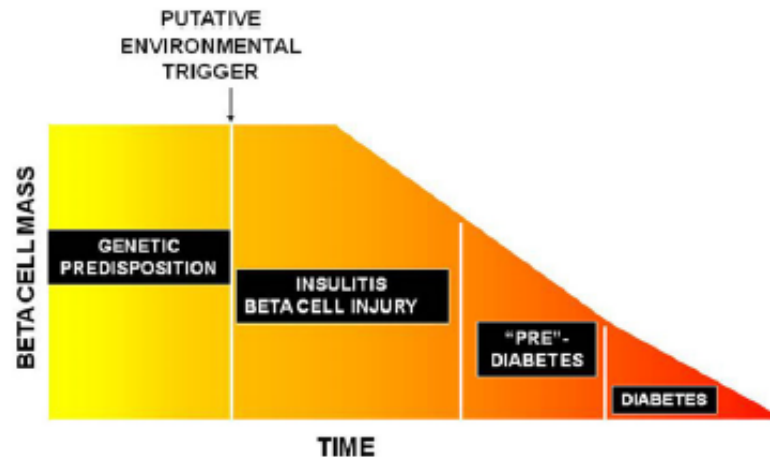 PUTATIVE
ENVIRONMENTAL
TRIGGER
BETA CELL MASS
GENETIC
PREDISPOSITION
INSULITIS
BETA CELL INJURY
"PRE"-
DIABETES
DIABETES
TIME